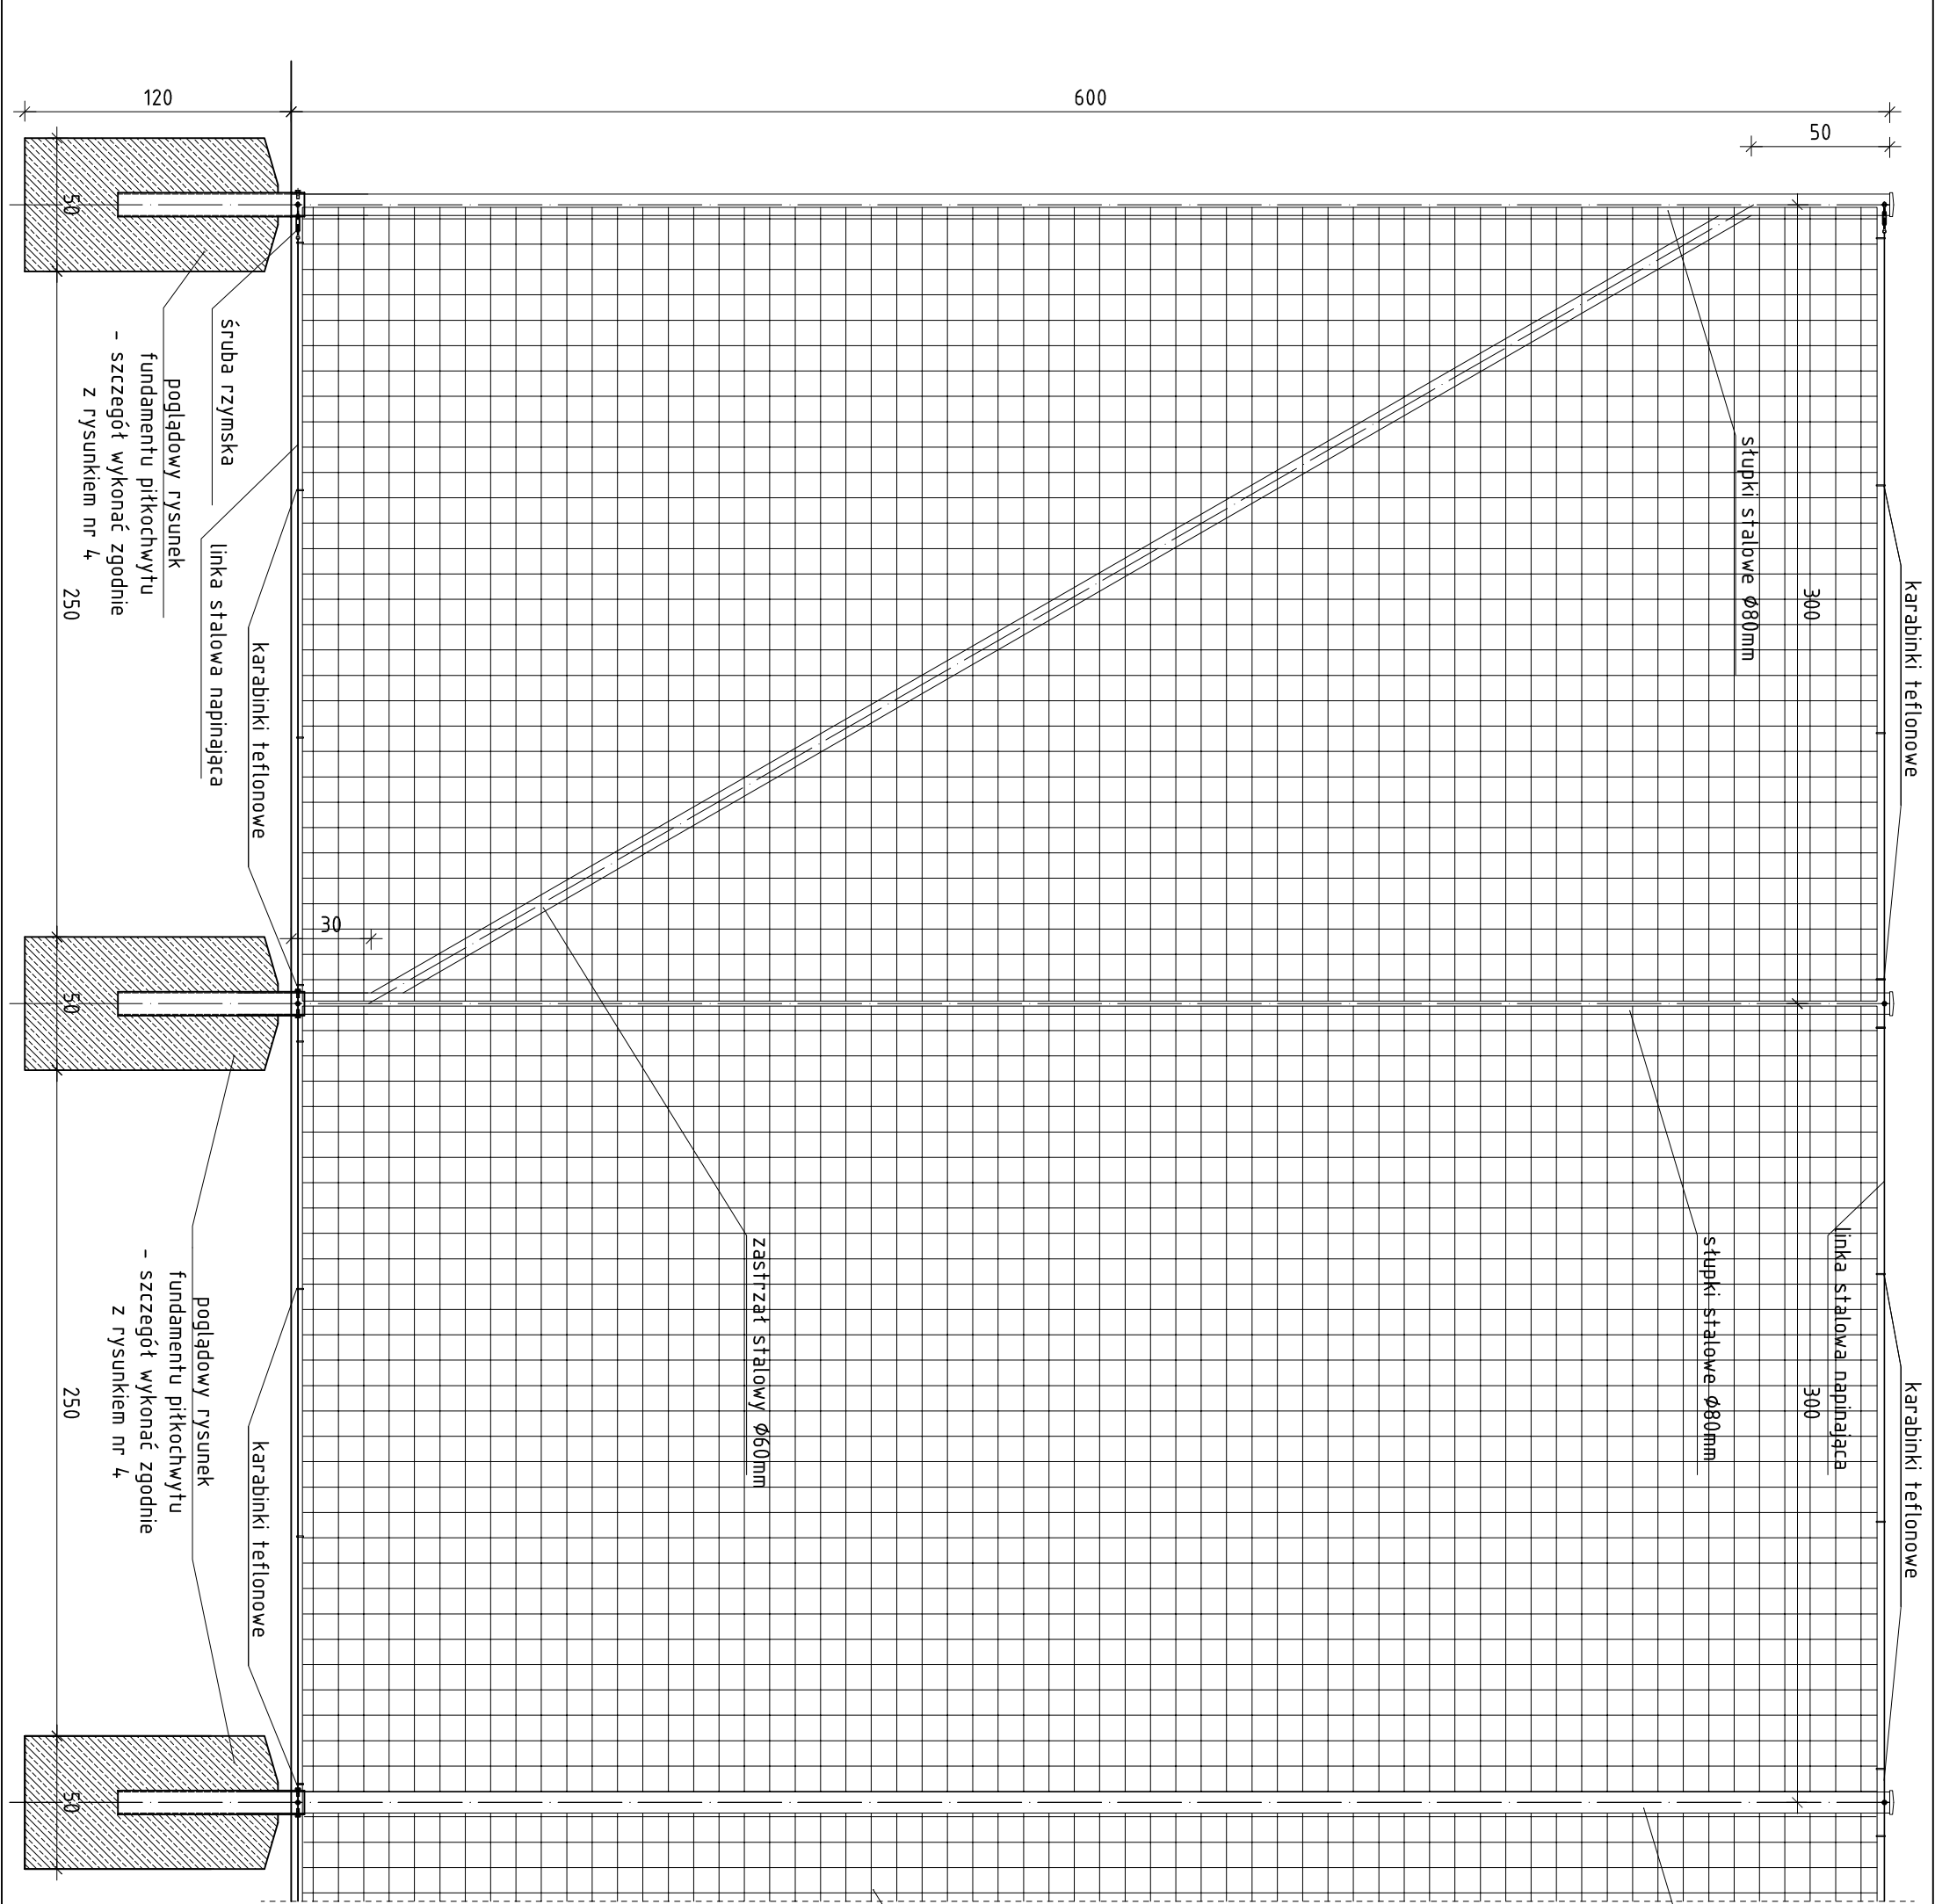 120
600
50
50
śruba rzymska
poglądowy rysunek
fundamentu piłkochwytu
- szczegół wykonać zgodnie
z rysunkiem nr 4
250
linka stalowa napinająca
karabinki teflonowe
słupki stalowe Ø80mm
300
karabinki teflonowe
30
50
zastrzał stalowy Ø60mm
słupki stalowe Ø80mm
linka stalowa napinająca
300
karabinki teflonowe
poglądowy rysunek
fundamentu piłkochwytu
- szczegół wykonać zgodnie
z rysunkiem nr 4
250
karabinki teflonowe
50